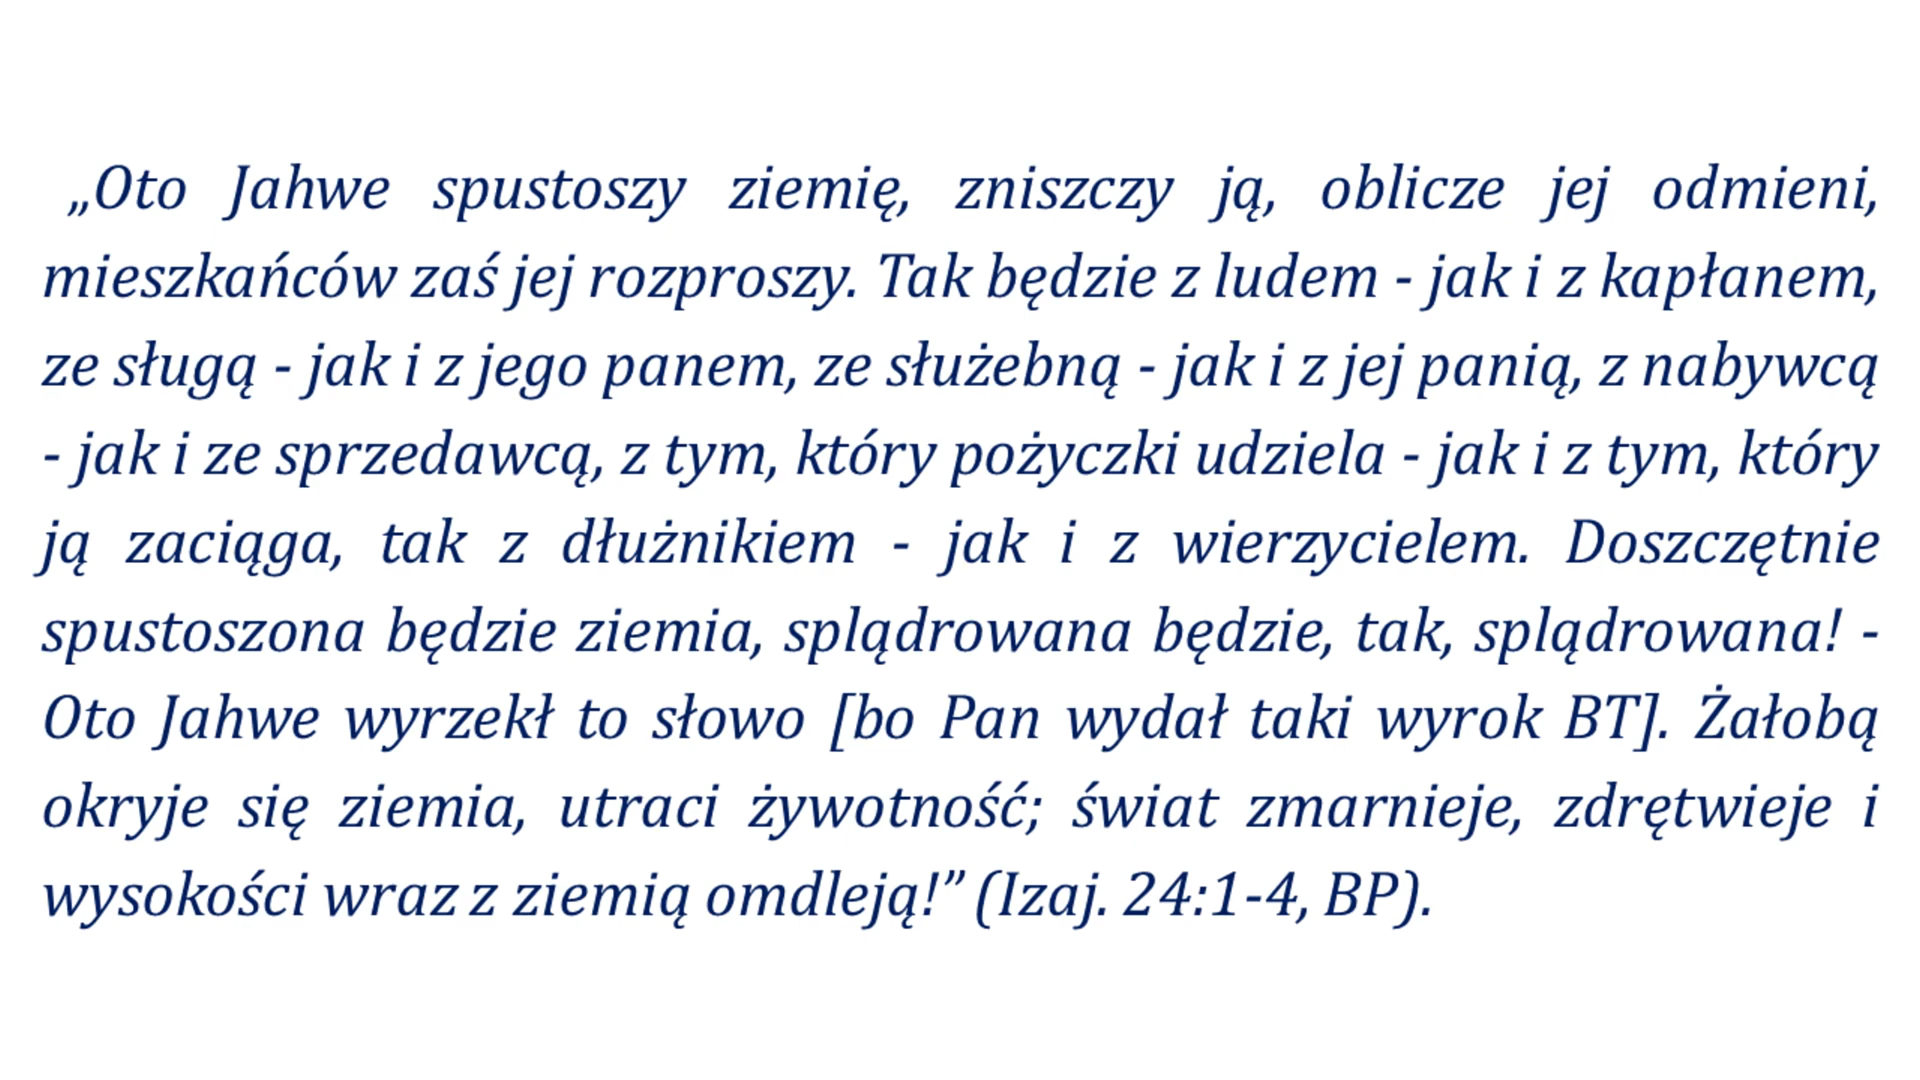 „Oto Jahwe spustoszy ziemię, zniszczy ją, oblicze jej odmieni,
mieszkańców zaś jej rozproszy. Tak będzie z ludem - jak i z kapłanem,
ze sługą - jak i z jego panem, ze służebną - jak i z jej panią, z nabywcą
- jak i ze sprzedawcą, z tym, który pożyczki udziela - jak i z tym, który
ją zaciąga, tak z dłużnikiem - jak i z wierzycielem. Doszczętnie
spustoszona będzie ziemia, splądrowana będzie, tak, splądrowana! -
Oto Jahwe wyrzekł to słowo [bo Pan wydał taki wyrok BT]. Żałobą
okryje się ziemia, utraci żywotność; świat zmarnieje, zdrętwieje i
wysokości wraz z ziemią omdleją!” (Izaj. 24:1-4, BP).